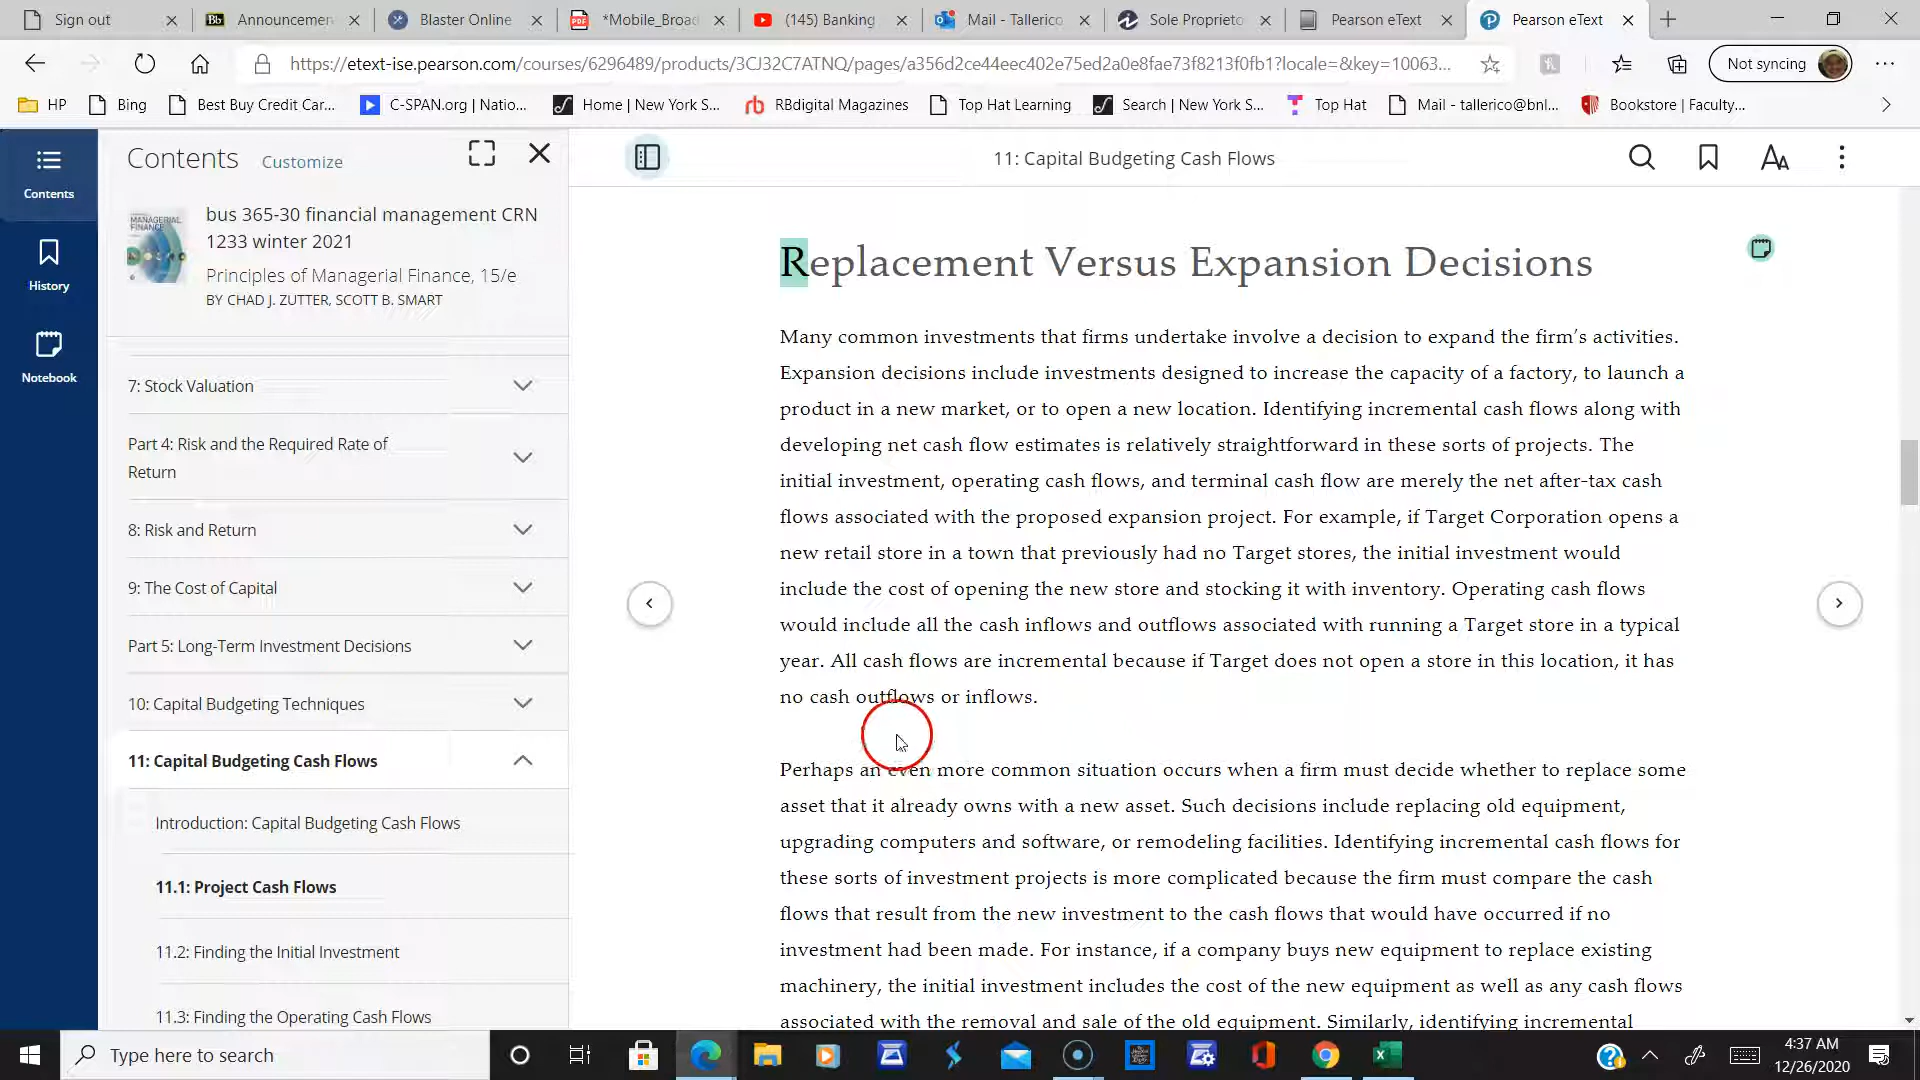 Sign out
Announcemen
Blaster Online
*Mobile_Broad
(145) Banking
Mail - Tallerico
Sole Proprieto
Pearson eText
Pearson eText
https://etext-ise.pearson.com/courses/6296489/products/3CJ32C7ATNQ/pages/a356d2ce44eec402e75ed2a0e8fae73f8213f0fb1?locale=&key=10063...
Not syncing
HP
Bing
Best Buy Credit Car...
C-SPAN.org | Natio...
Home | New York S...
RBdigital Magazines
Top Hat Learning
Search | New York S...
Top Hat
Mail - tallerico@bnl...
Bookstore | Faculty...
Contents
History
Notebook
Contents Customize
MANAGERIAL
FINANCE
bus 365-30 financial management CRN
1233 winter 2021
Principles of Managerial Finance, 15/e
BY CHAD J. ZUTTER, SCOTT B. SMART
7: Stock Valuation
Part 4: Risk and the Required Rate of
Return
8: Risk and Return
9: The Cost of Capital
Part 5: Long-Term Investment Decisions
10: Capital Budgeting Techniques
11: Capital Budgeting Cash Flows
Introduction: Capital Budgeting Cash Flows
11.1: Project Cash Flows
11.2: Finding the Initial Investment
11.3: Finding the Operating Cash Flows
11: Capital Budgeting Cash Flows
Replacement Versus Expansion Decisions
Many common investments that firms undertake involve a decision to expand the firm's activities.
Expansion decisions include investments designed to increase the capacity of a factory, to launch a
product in a new market, or to open a new location. Identifying incremental cash flows along with
developing net cash flow estimates is relatively straightforward in these sorts of projects. The
initial investment, operating cash flows, and terminal cash flow are merely the net after-tax cash
flows associated with the proposed expansion project. For example, if Target Corporation opens a
new retail store in a town that previously had no Target stores, the initial investment would
include the cost of opening the new store and stocking it with inventory. Operating cash flows
would include all the cash inflows and outflows associated with running a Target store in a typical
year. All cash flows are incremental because if Target does not open a store in this location, it has
no cash outflows or inflows.
Perhaps an even more common situation occurs when a firm must decide whether to replace some
asset that it already owns with a new asset. Such decisions include replacing old equipment,
upgrading computers and software, or remodeling facilities. Identifying incremental cash flows for
these sorts of investment projects is more complicated because the firm must compare the cash
flows that result from the new investment to the cash flows that would have occurred if no
investment had been made. For instance, if a company buys new equipment to replace existing
machinery, the initial investment includes the cost of the new equipment as well as any cash flows
associated with the removal and sale of the old equipment. Similarly, identifying incremental
Type here to search
4:37 AM
12/26/2020